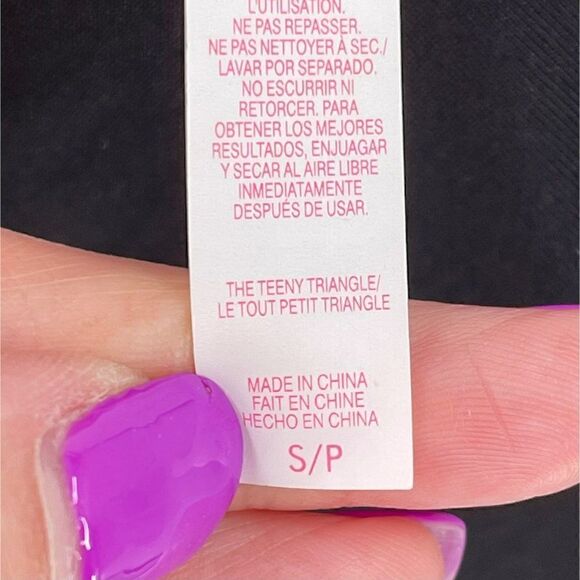 L'UTILISATION.
NE PAS REPASSER.
NE PAS NETTOYER À SEC./
LAVAR POR SEPARADO.
NO ESCURRIR NI
RETORCER. PARA
OBTENER LOS MEJORES
RESULTADOS, ENJUAGAR
Y SECAR AL AIRE LIBRE
INMEDIATAMENTE
DESPUÉS DE USAR.
THE TEENY TRIANGLE/
LE TOUT PETIT TRIANGLE
MADE IN CHINA
FAIT EN CHINE
HECHO EN CHINA
S/P